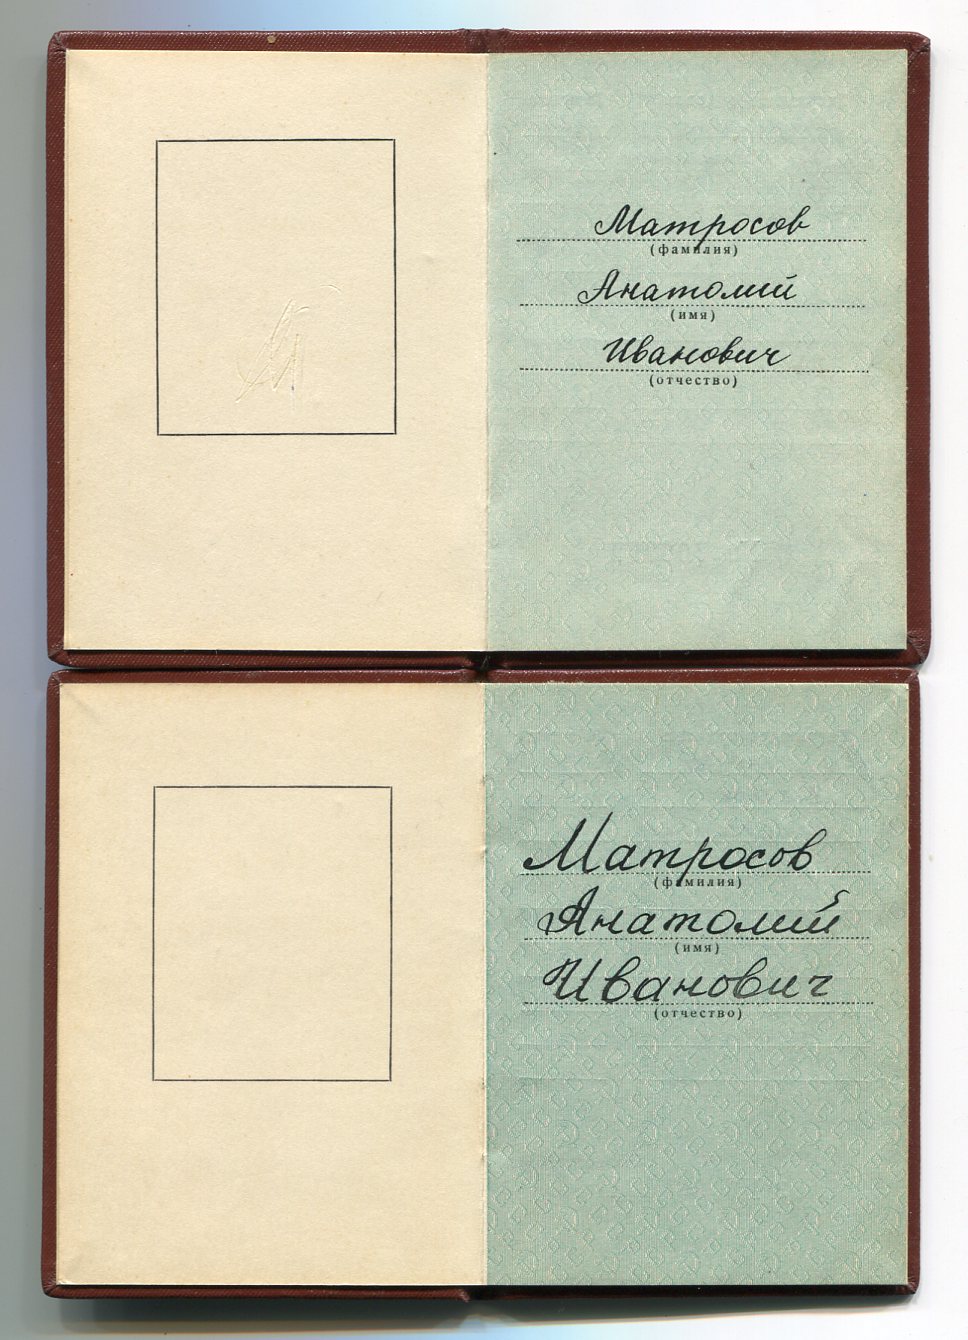 Матросов
(фамилия)
Анатолий
(имя)
Иванович
(отчество)
Матросов
(фамилия)
Анатолий
(имя)
Иванович
(отчество)